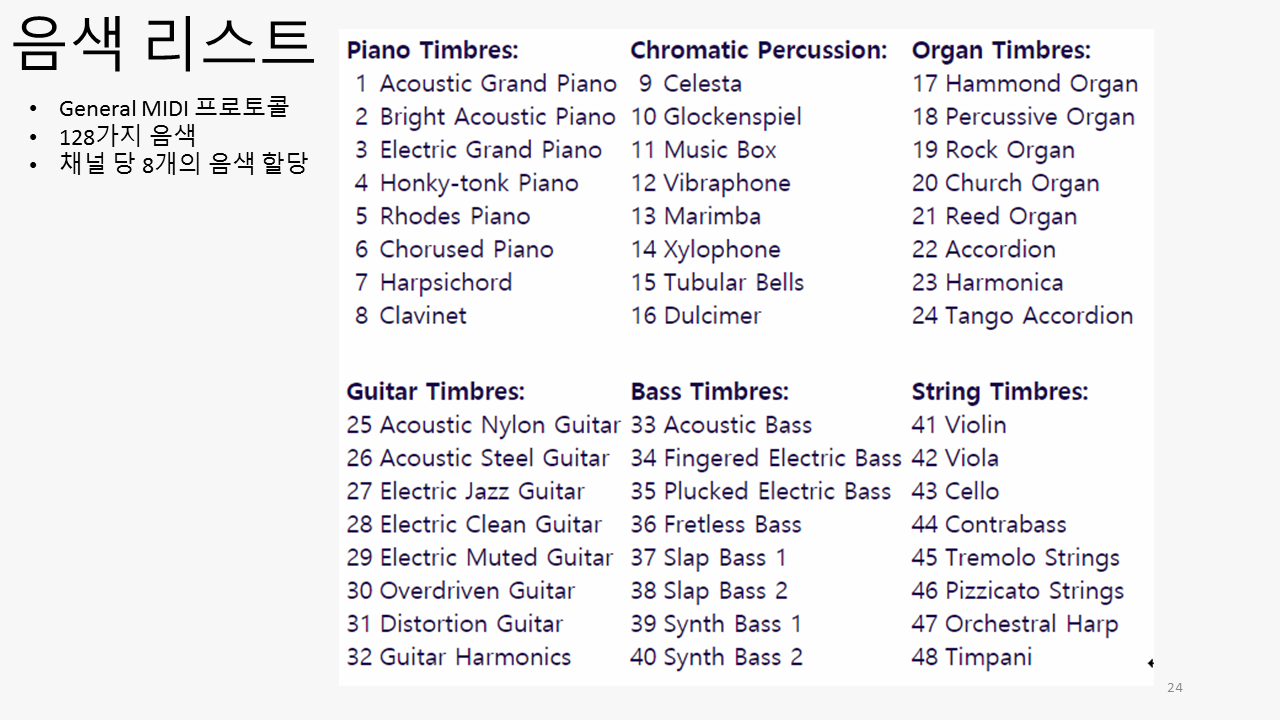 음색 리스트
• General MIDI 프로토콜
• 128가지 음색
• 채널 당 8개의 음색 할당
Piano Timbres:
1 Acoustic Grand Piano
2 Bright Acoustic Piano
3 Electric Grand Piano
4 Honky-tonk Piano
5 Rhodes Piano
6 Chorused Piano
7 Harpsichord
8 Clavinet
Chromatic Percussion:
9 Celesta
10 Glockenspiel
11 Music Box
12 Vibraphone
13 Marimba
14 Xylophone
15 Tubular Bells
16 Dulcimer
Organ Timbres:
17 Hammond Organ
18 Percussive Organ
19 Rock Organ
20 Church Organ
21 Reed Organ
22 Accordion
23 Harmonica
24 Tango Accordion
Guitar Timbres:
25 Acoustic Nylon Guitar
26 Acoustic Steel Guitar
27 Electric Jazz Guitar
28 Electric Clean Guitar
29 Electric Muted Guitar
30 Overdriven Guitar
31 Distortion Guitar
32 Guitar Harmonics
Bass Timbres:
33 Acoustic Bass
34 Fingered Electric Bass
35 Plucked Electric Bass
36 Fretless Bass
37 Slap Bass 1
38 Slap Bass 2
39 Synth Bass 1
40 Synth Bass 2
String Timbres:
41 Violin
42 Viola
43 Cello
44 Contrabass
45 Tremolo Strings
46 Pizzicato Strings
47 Orchestral Harp
48 Timpani
24